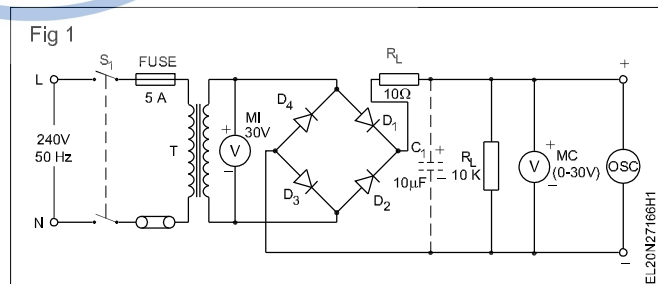 Fig 1
S1
FUSE
5 A
L
240V
50 Hz
N
T
MI
30V
+
V
−
D4
D1
D3
D2
RL
10Ω
C1
+
10μF
RL
10 K
+
V
−
MC
(0-30V)
+
OSC
−
EL20N27166H1